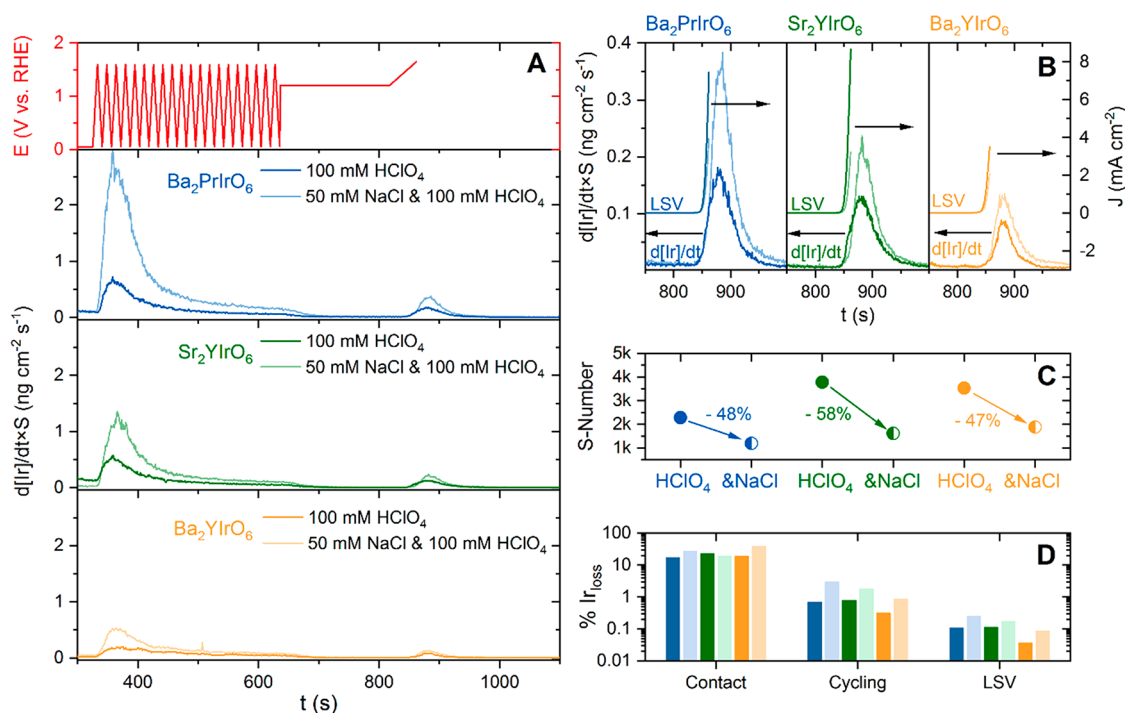 A
E (V vs. RHE)
2
1
0
Ba₂PrIrO₆
100 mM HClO₄
50 mM NaCl & 100 mM HClO₄
2
1
0
Sr₂YIrO₆
100 mM HClO₄
50 mM NaCl & 100 mM HClO₄
d[Ir]/dt×S (ng cm⁻² s⁻¹)
2
1
0
Ba₂YIrO₆
100 mM HClO₄
50 mM NaCl & 100 mM HClO₄
2
1
0
400 600 800 1000
t (s)
Ba₂PrIrO₆ Sr₂YIrO₆ Ba₂YIrO₆
B
d[Ir]/dt×S (ng cm⁻² s⁻¹)
0.4
0.3
0.2
0.1
8
6
4
2
0
-2
J (mA cm⁻²)
LSV LSV LSV
d[Ir]/dt d[Ir]/dt d[Ir]/dt
800 900 800 900 800 900
t (s)
C
S-Number
5k
4k
3k
2k
1k
- 48% - 58% - 47%
HClO₄ &NaCl HClO₄ &NaCl HClO₄ &NaCl
D
% Ir_loss
100
10
1
0.1
0.01
Contact Cycling LSV